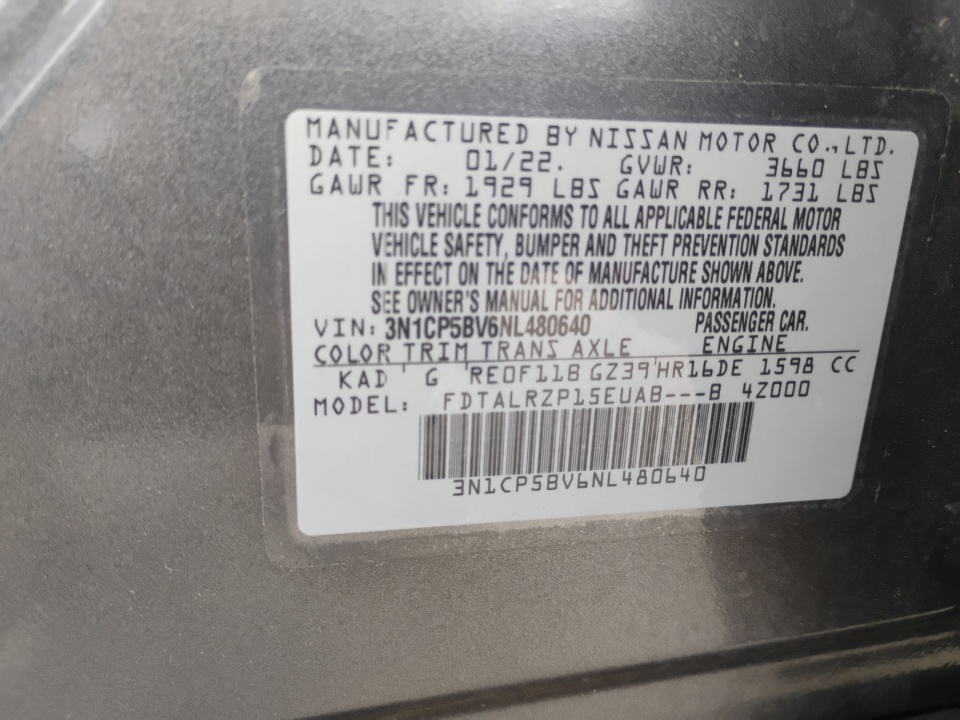 MANUFACTURED BY NISSAN MOTOR CO.,LTD.
DATE: 01/22. GVWR: 3660 LBS
GAWR FR: 1929 LBS GAWR RR: 1731 LBS
THIS VEHICLE CONFORMS TO ALL APPLICABLE FEDERAL MOTOR
VEHICLE SAFETY, BUMPER AND THEFT PREVENTION STANDARDS
IN EFFECT ON THE DATE OF MANUFACTURE SHOWN ABOVE.
SEE OWNER'S MANUAL FOR ADDITIONAL INFORMATION.
VIN: 3N1CP5BV6NL480640 PASSENGER CAR.
COLOR TRIM TRANS AXLE ENGINE
KAD G RE0F11B GZ39 HR16DE 1598 CC
MODEL: FDTALRZP15EUAB---B 4Z000
3N1CP5BV6NL480640